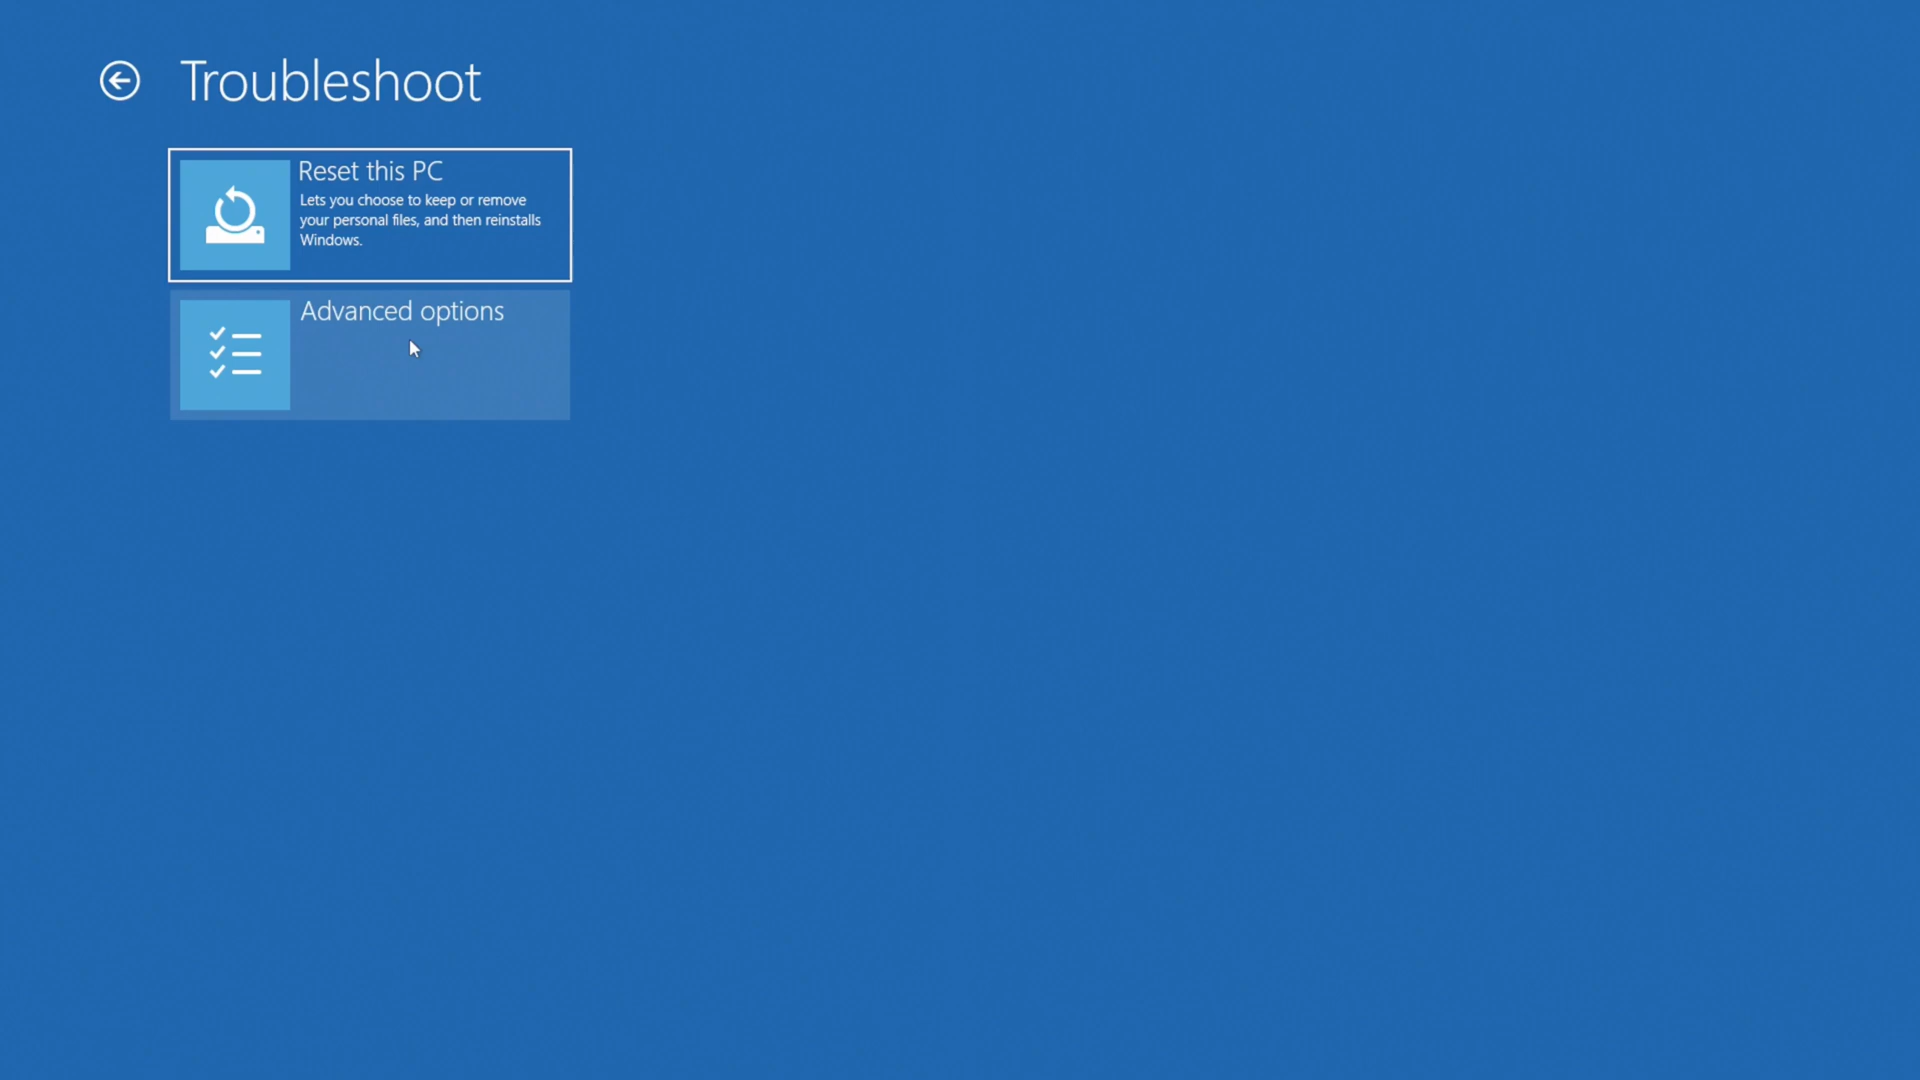 Troubleshoot
Reset this PC
Lets you choose to keep or remove
your personal files, and then reinstalls
Windows.
Advanced options